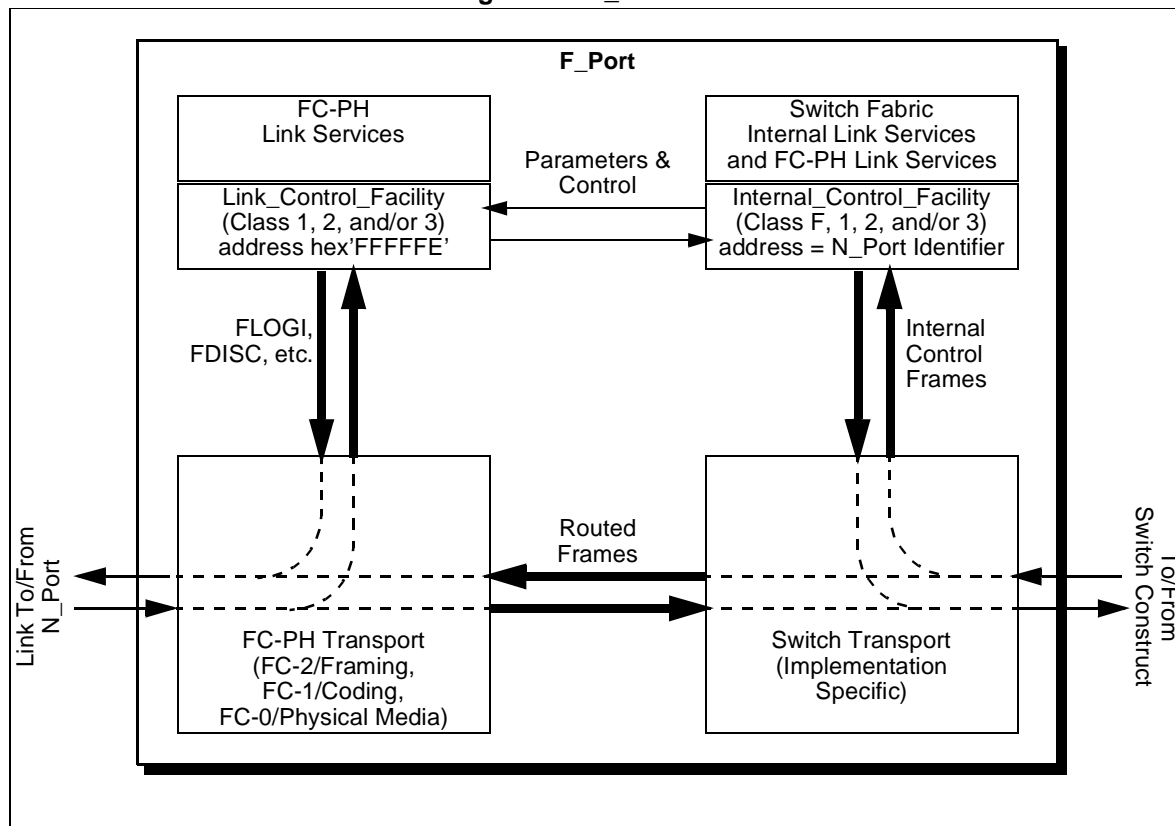 F_Port
FC-PH
Link Services
Switch Fabric
Internal Link Services
and FC-PH Link Services
Parameters &
Control
Link_Control_Facility
(Class 1, 2, and/or 3)
address hex'FFFFFE'
Internal_Control_Facility
(Class F, 1, 2, and/or 3)
address = N_Port Identifier
FLOGI,
FDISC, etc.
Internal
Control
Frames
Link To/From
N_Port
Routed
Frames
To/From
Switch Construct
FC-PH Transport
(FC-2/Framing,
FC-1/Coding,
FC-0/Physical Media)
Switch Transport
(Implementation
Specific)